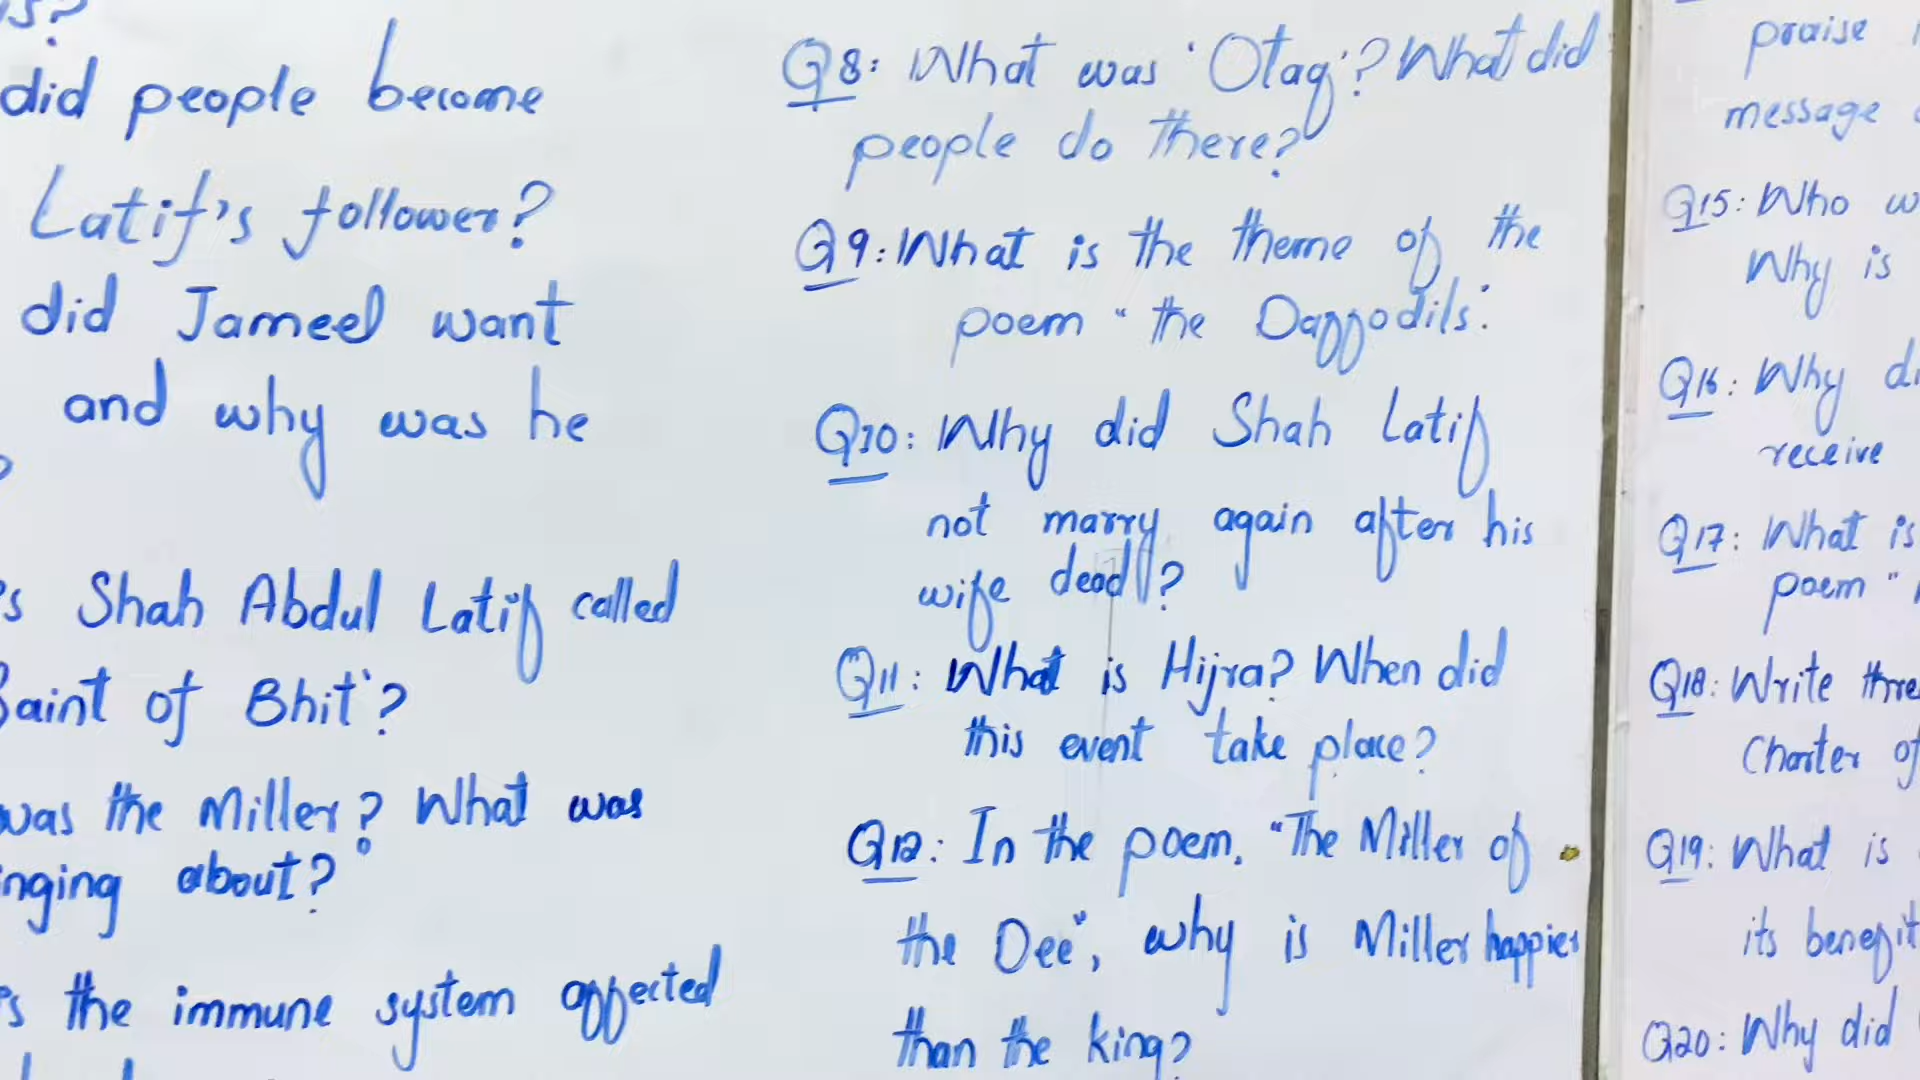 did people become
Latif's follower?
did Jameel want
and why was he
Shah Abdul Latif called
Saint of Bhit'?
was the Miller? What was
about?
the immune system affected
Q8: What was 'Otaq'? What did
people do there?
Q9: What is the theme of the
poem "the Daffodils".
Q10: Why did Shah Latif
not marry again after his
wife dead?
Q11: What is Hijra? When did
this event take place?
Q12: In the poem, "The Miller of
the Dee", why is Miller happier
than the king?
praise
message
Q15: Who
Why is
Q16: Why
receive
Q17: What is
poem "
Q18: Write
Charter of
Q19: What is
its
Q20: Why did